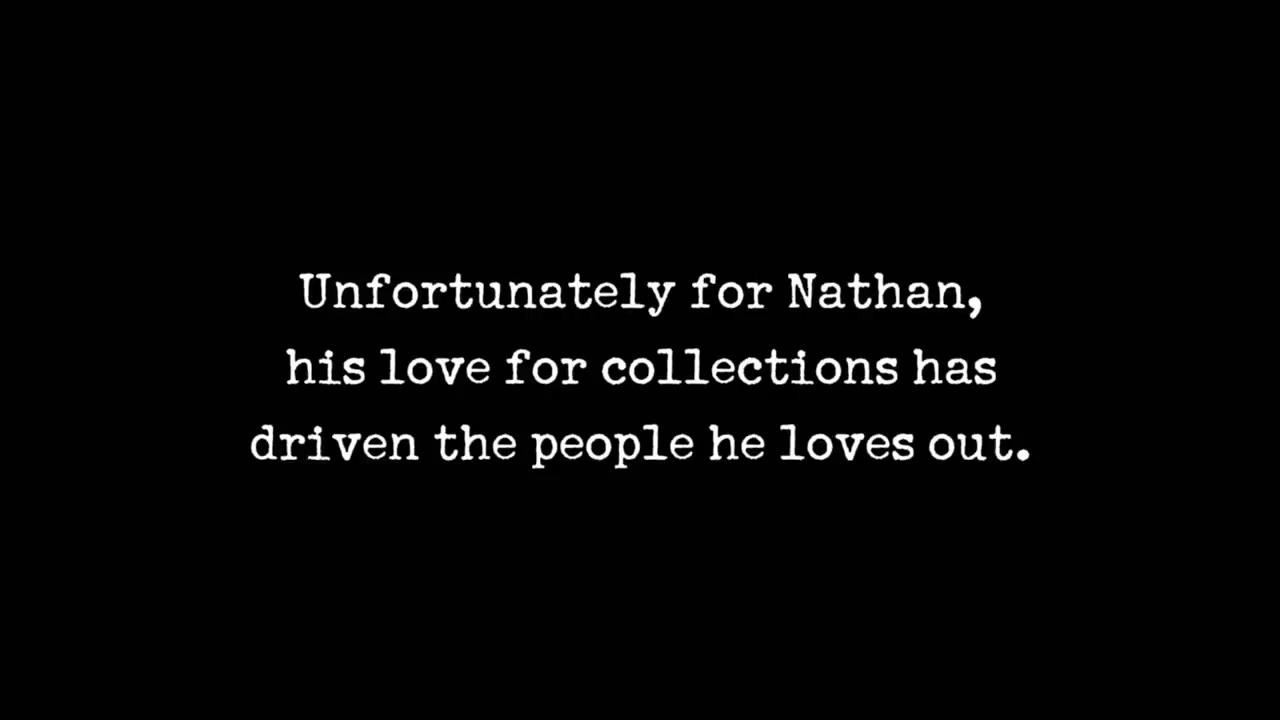 Unfortunately for Nathan,
his love for collections has
driven the people he loves out.